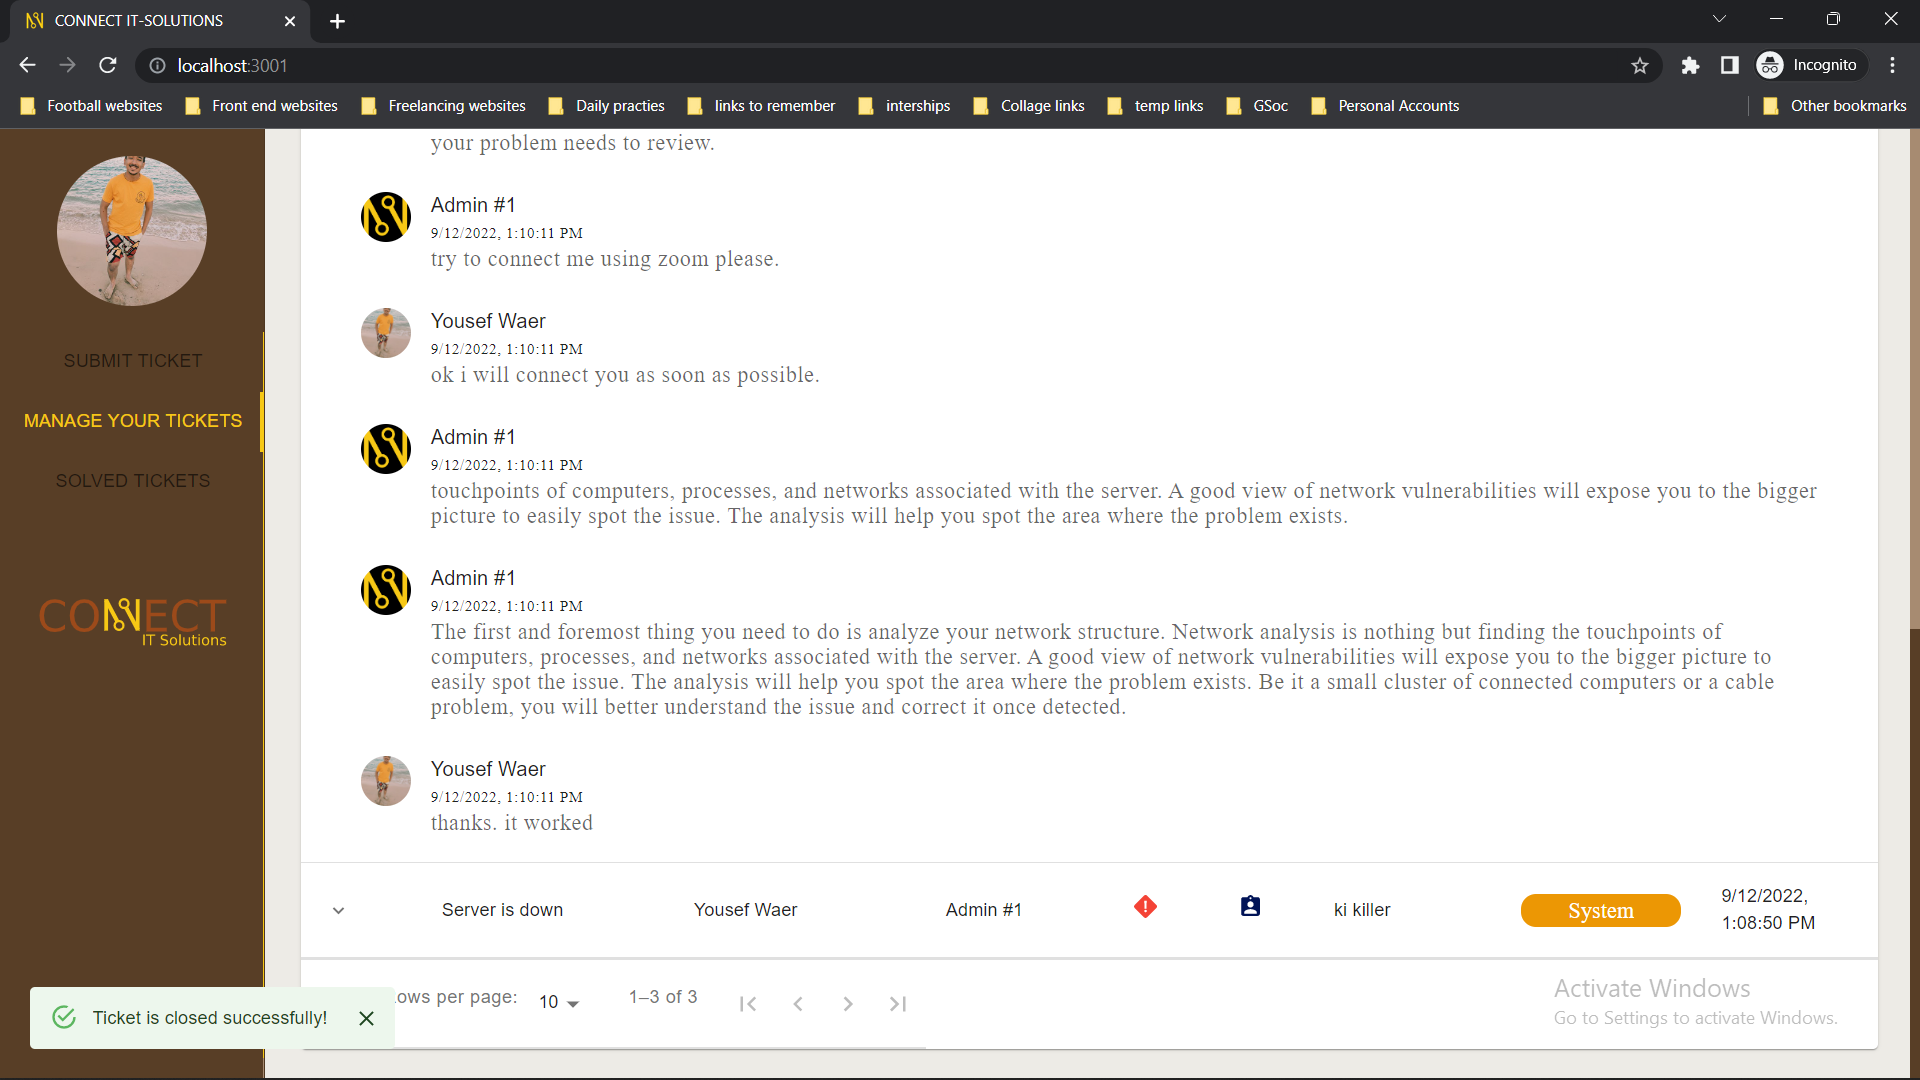 CONNECT IT-SOLUTIONS
localhost:3001
Incognito
Football websites
Front end websites
Freelancing websites
Daily practies
links to remember
interships
Collage links
temp links
GSoc
Personal Accounts
Other bookmarks
SUBMIT TICKET
MANAGE YOUR TICKETS
SOLVED TICKETS
CONNECT
IT Solutions
your problem needs to review.
Admin #1
9/12/2022, 1:10:11 PM
try to connect me using zoom please.
Yousef Waer
9/12/2022, 1:10:11 PM
ok i will connect you as soon as possible.
Admin #1
9/12/2022, 1:10:11 PM
touchpoints of computers, processes, and networks associated with the server. A good view of network vulnerabilities will expose you to the bigger
picture to easily spot the issue. The analysis will help you spot the area where the problem exists.
Admin #1
9/12/2022, 1:10:11 PM
The first and foremost thing you need to do is analyze your network structure. Network analysis is nothing but finding the touchpoints of
computers, processes, and networks associated with the server. A good view of network vulnerabilities will expose you to the bigger picture to
easily spot the issue. The analysis will help you spot the area where the problem exists. Be it a small cluster of connected computers or a cable
problem, you will better understand the issue and correct it once detected.
Yousef Waer
9/12/2022, 1:10:11 PM
thanks. it worked
Server is down
Yousef Waer
Admin #1
ki killer
System
9/12/2022,
1:08:50 PM
ows per page:
10
1–3 of 3
Ticket is closed successfully!
Activate Windows
Go to Settings to activate Windows.